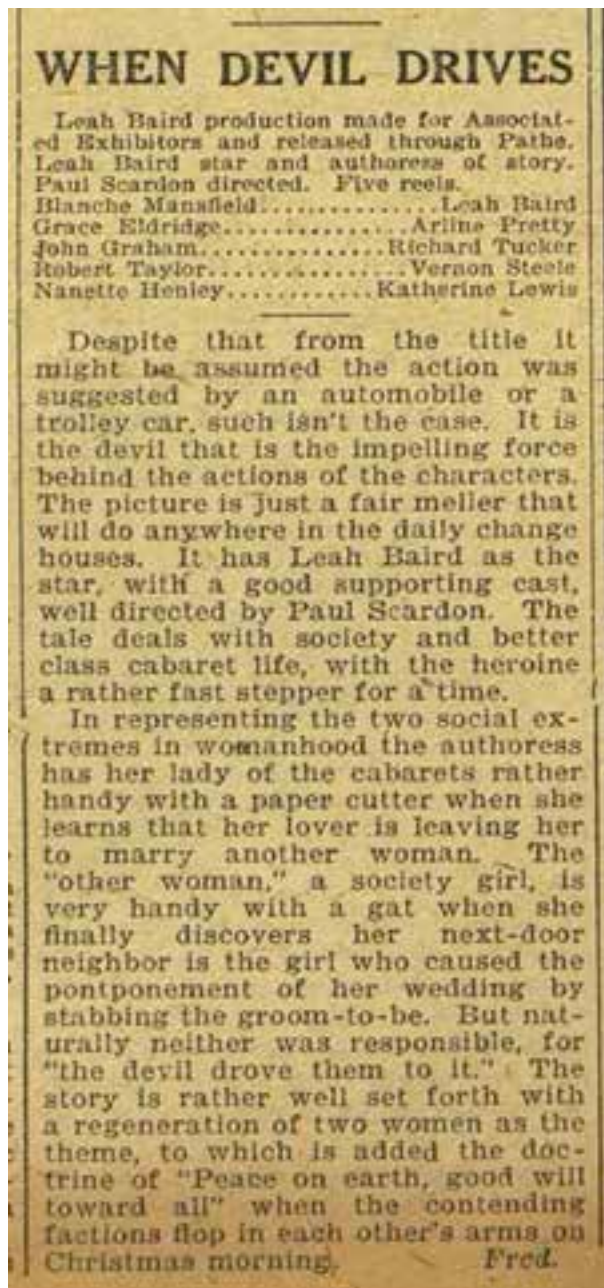 WHEN DEVIL DRIVES
Leah Baird production made for Associat-
ed Exhibitors and released through Pathe.
Leah Baird star and authoress of story.
Paul Scardon directed. Five reels.
Blanche Mansfield...............Leah Baird
Grace Eldridge...............Arline Pretty
John Graham...............Richard Tucker
Robert Taylor................Vernon Steele
Nanette Henley...........Katherine Lewis
Despite that from the title it
might be assumed the action was
suggested by an automobile or a
trolley car, such isn't the case. It is
the devil that is the impelling force
behind the actions of the characters.
The picture is just a fair meller that
will do anywhere in the daily change
houses. It has Leah Baird as the
star, with a good supporting cast,
well directed by Paul Scardon. The
tale deals with society and better
class cabaret life, with the heroine
a rather fast stepper for a time.
In representing the two social ex-
tremes in womanhood the authoress
has her lady of the cabarets rather
handy with a paper cutter when she
learns that her lover is leaving her
to marry another woman. The
"other woman," a society girl, is
very handy with a gat when she
finally discovers her next-door
neighbor is the girl who caused the
pontponement of her wedding by
stabbing the groom-to-be. But nat-
urally neither was responsible, for
"the devil drove them to it." The
story is rather well set forth with
a regeneration of two women as the
theme, to which is added the doc-
trine of "Peace on earth, good will
toward all" when the contending
factions flop in each other's arms on
Christmas morning. Fred.